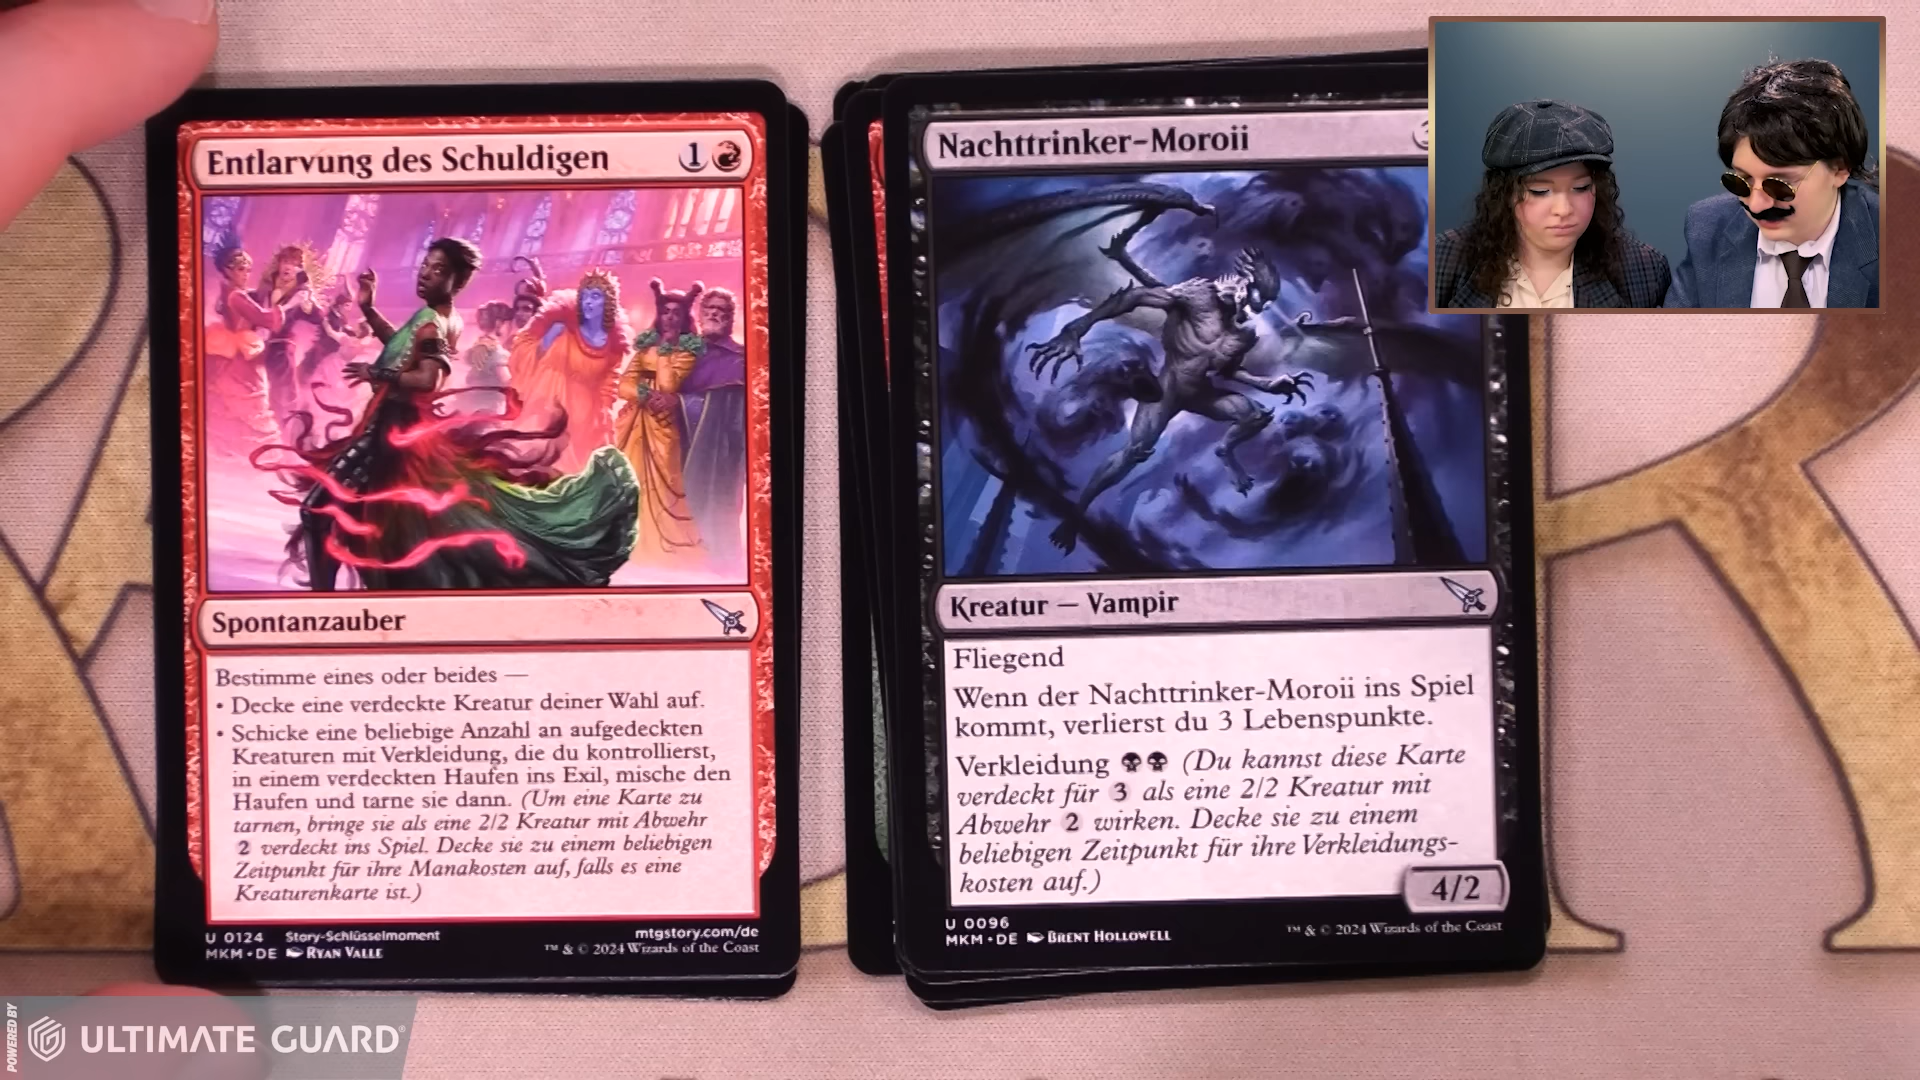 Entlarvung des Schuldigen 1
Spontanzauber
Bestimme eines oder beides —
• Decke eine verdeckte Kreatur deiner Wahl auf.
• Schicke eine beliebige Anzahl an aufgedeckten
Kreaturen mit Verkleidung, die du kontrollierst,
in einem verdeckten Haufen ins Exil, mische den
Haufen und tarne sie dann. (Um eine Karte zu
tarnen, bringe sie als eine 2/2 Kreatur mit Abwehr
2 verdeckt ins Spiel. Decke sie zu einem beliebigen
Zeitpunkt für ihre Manakosten auf, falls es eine
Kreaturenkarte ist.)
U 0124 Story-Schlüsselmoment mtgstory.com/de
MKM • DE RYAN VALLE ™ & © 2024 Wizards of the Coast
Nachttrinker-Moroii
Kreatur — Vampir
Fliegend
Wenn der Nachttrinker-Moroii ins Spiel
kommt, verlierst du 3 Lebenspunkte.
Verkleidung (Du kannst diese Karte
verdeckt für 3 als eine 2/2 Kreatur mit
Abwehr 2 wirken. Decke sie zu einem
beliebigen Zeitpunkt für ihre Verkleidungs-
kosten auf.)
4/2
U 0096
MKM • DE BRENT HOLLOWELL ™ & © 2024 Wizards of the Coast
POWERED BY
ULTIMATE GUARD